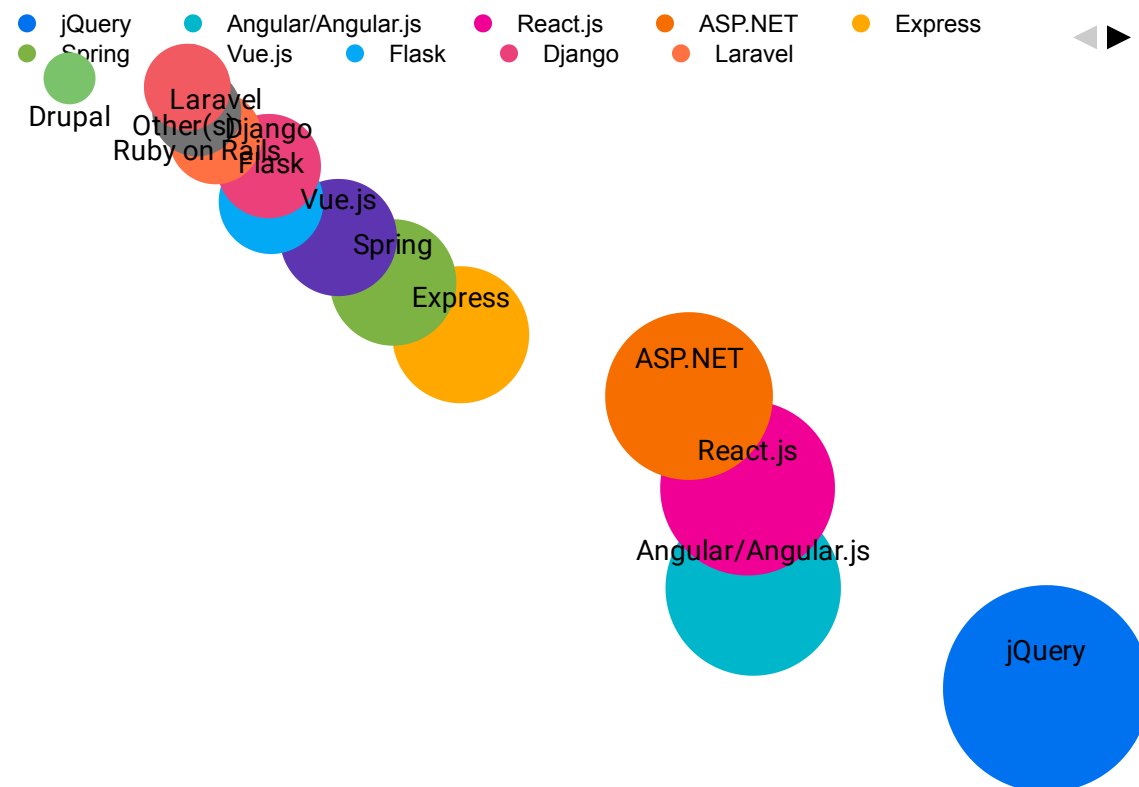 jQuery Angular/Angular.js React.js ASP.NET Express
Spring Vue.js Flask Django Laravel
Drupal
Laravel
Other(s)
Django
Ruby on Rails
Flask
Vue.js
Spring
Express
ASP.NET
React.js
Angular/Angular.js
jQuery